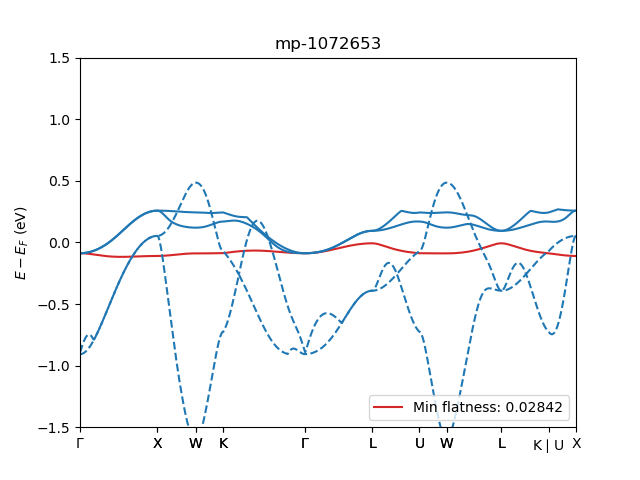 mp-1072653
1.5
1.0
0.5
0.0
−0.5
−1.0
−1.5
E − E_F (eV)
Min flatness: 0.02842
Γ X W K Γ L U W L K | U X